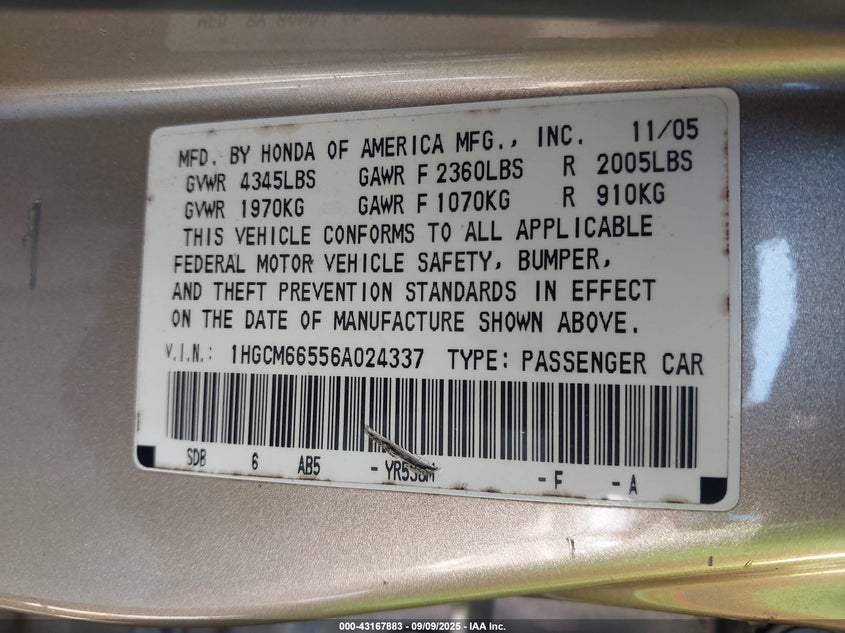 MFD. BY HONDA OF AMERICA MFG., INC. 11/05
GVWR 4345LBS GAWR F 2360LBS R 2005LBS
GVWR 1970KG GAWR F 1070KG R 910KG
THIS VEHICLE CONFORMS TO ALL APPLICABLE
FEDERAL MOTOR VEHICLE SAFETY, BUMPER,
AND THEFT PREVENTION STANDARDS IN EFFECT
ON THE DATE OF MANUFACTURE SHOWN ABOVE.
V.I.N.: 1HGCM66556A024337 TYPE: PASSENGER CAR
SDB 6 AB5 - - F - A
000-43167883 - 09/09/2025 - IAA Inc.